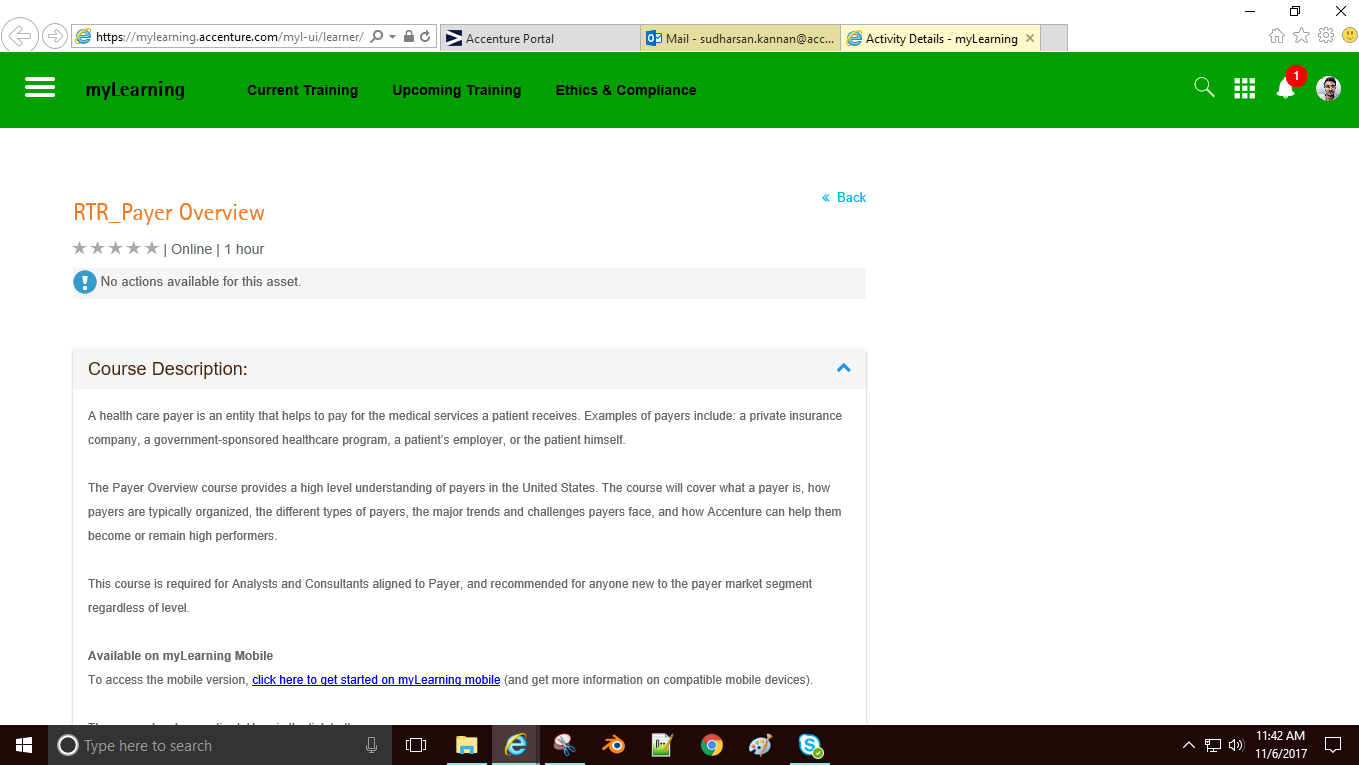 https://mylearning.accenture.com/myl-ui/learner/
Accenture Portal
Mail - sudharsan.kannan@acc...
Activity Details - myLearning
myLearning
Current Training
Upcoming Training
Ethics & Compliance
1
« Back
RTR_Payer Overview
| Online | 1 hour
No actions available for this asset.
Course Description:
A health care payer is an entity that helps to pay for the medical services a patient receives. Examples of payers include: a private insurance
company, a government-sponsored healthcare program, a patient's employer, or the patient himself.
The Payer Overview course provides a high level understanding of payers in the United States. The course will cover what a payer is, how
payers are typically organized, the different types of payers, the major trends and challenges payers face, and how Accenture can help them
become or remain high performers.
This course is required for Analysts and Consultants aligned to Payer, and recommended for anyone new to the payer market segment
regardless of level.
Available on myLearning Mobile
To access the mobile version, click here to get started on myLearning mobile (and get more information on compatible mobile devices).
Type here to search
11:42 AM
11/6/2017